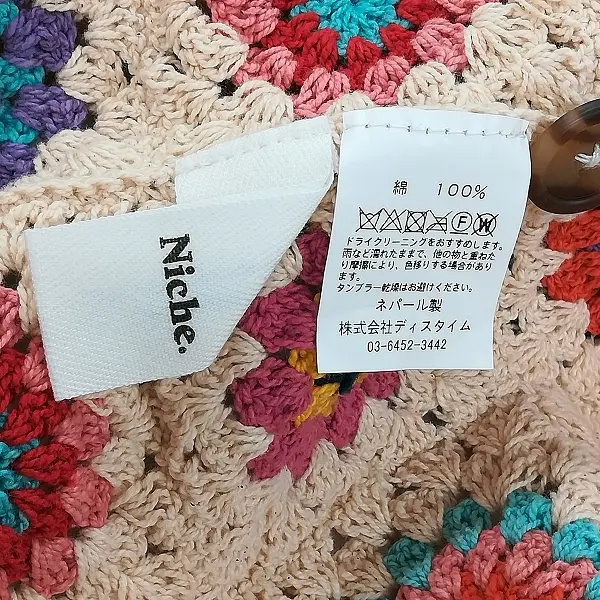 Niche.
綿 100%
F W
ドライクリーニングをおすすめします。
雨など濡れたままで、他の物と重ねた
り摩擦により、色移りする場合があり
ます。
タンブラー乾燥はお避けください。
ネパール製
株式会社ディスタイム
03-6452-3442